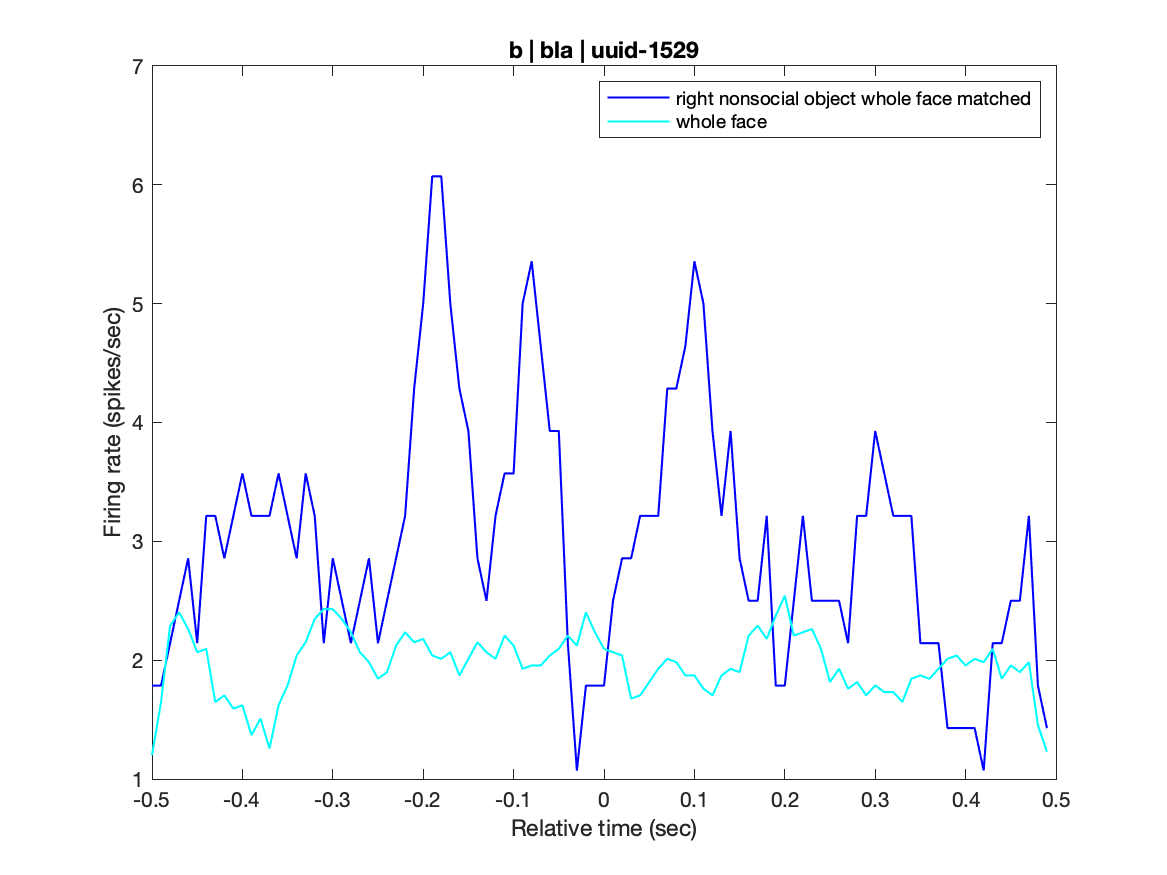 b | bla | uuid-1529
right nonsocial object whole face matched
whole face
Firing rate (spikes/sec)
7
6
5
4
3
2
1
-0.5 -0.4 -0.3 -0.2 -0.1 0 0.1 0.2 0.3 0.4 0.5
Relative time (sec)